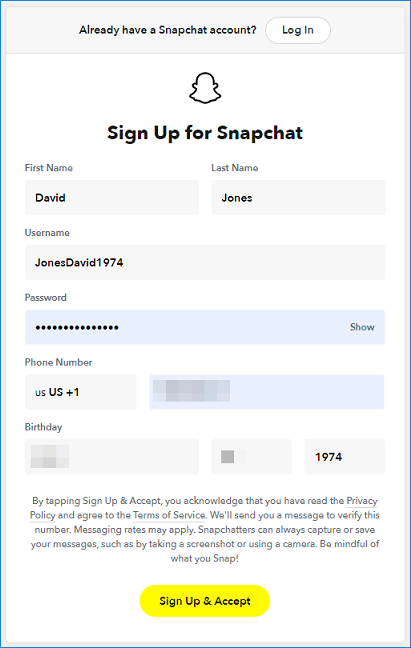 Already have a Snapchat account? Log In
Sign Up for Snapchat
First Name Last Name
David Jones
Username
JonesDavid1974
Password
••••••••••••••• Show
Phone Number
us US +1
Birthday
1974
By tapping Sign Up & Accept, you acknowledge that you have read the Privacy
Policy and agree to the Terms of Service. We'll send you a message to verify this
number. Messaging rates may apply. Snapchatters can always capture or save
your messages, such as by taking a screenshot or using a camera. Be mindful of
what you Snap!
Sign Up & Accept